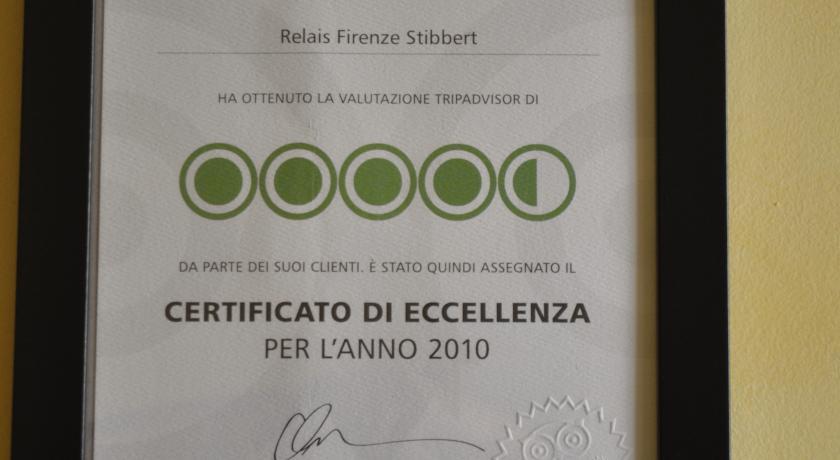 Relais Firenze Stibbert
HA OTTENUTO LA VALUTAZIONE TRIPADVISOR DI
DA PARTE DEI SUOI CLIENTI. È STATO QUINDI ASSEGNATO IL
CERTIFICATO DI ECCELLENZA
PER L'ANNO 2010